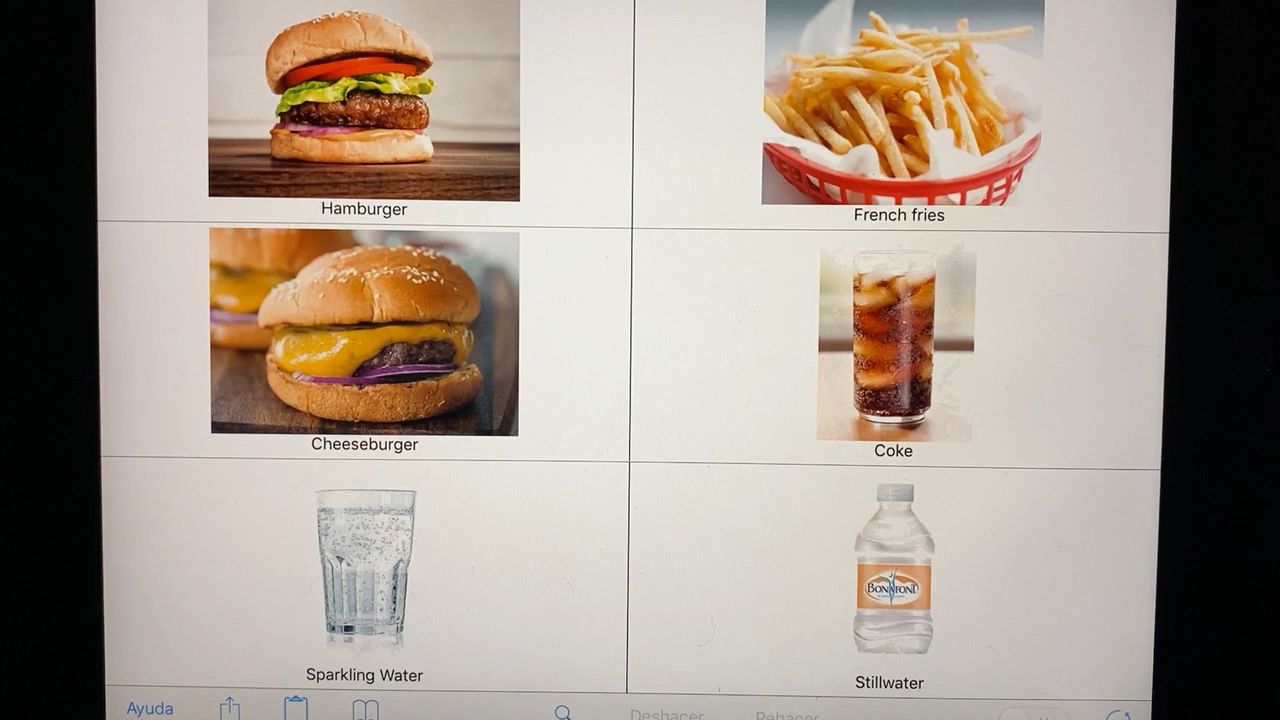 Hamburger
French fries
Cheeseburger
Coke
BONAFONT
Sparkling Water
Stillwater
Ayuda
Deshacer
Rehacer